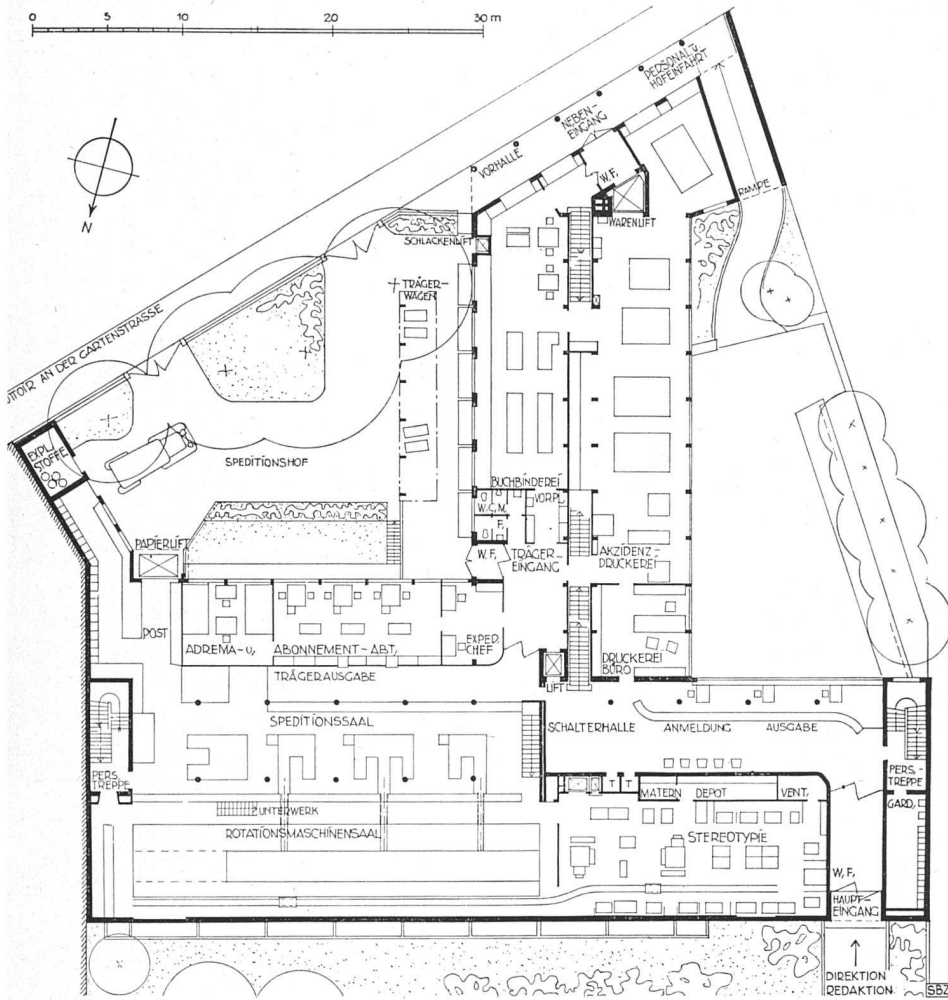 0 5 10 20 30 m
PERSONAL U.
HOFEINFAHRT
NEBEN-
EINGANG
VORHALLE
W.F.
RAMPE
WARENLIFT
SCHLACKENLIFT
N
TRÄGER-
WAGEN
TOIR AN DER GARTENSTRASSE
EXPL.
STOFFE
SPEDITIONSHOF
BUCHBINDEREI
W.C.M.
VORPL.
F.
PAPIERLIFT
W.F.
TRÄGER-
EINGANG
AKZIDENZ-
DRUCKEREI
POST
ADREMA-U.
ABONNEMENT-ABT.
EXPED.
CHEF
DRUCKEREI
BÜRO
TRÄGERAUSGABE
LIFT
SPEDITIONSSAAL
SCHALTERHALLE
ANMELDUNG
AUSGABE
PERS.
TREPPE
PERS.-
TREPPE
T T
MATERN
DEPOT
VENT.
GARD.
UNTERWERK
ROTATIONSMASCHINENSAAL
STEREOTYPIE
W.F.
HAUPT-
EINGANG
DIREKTION
REDAKTION
SBZ